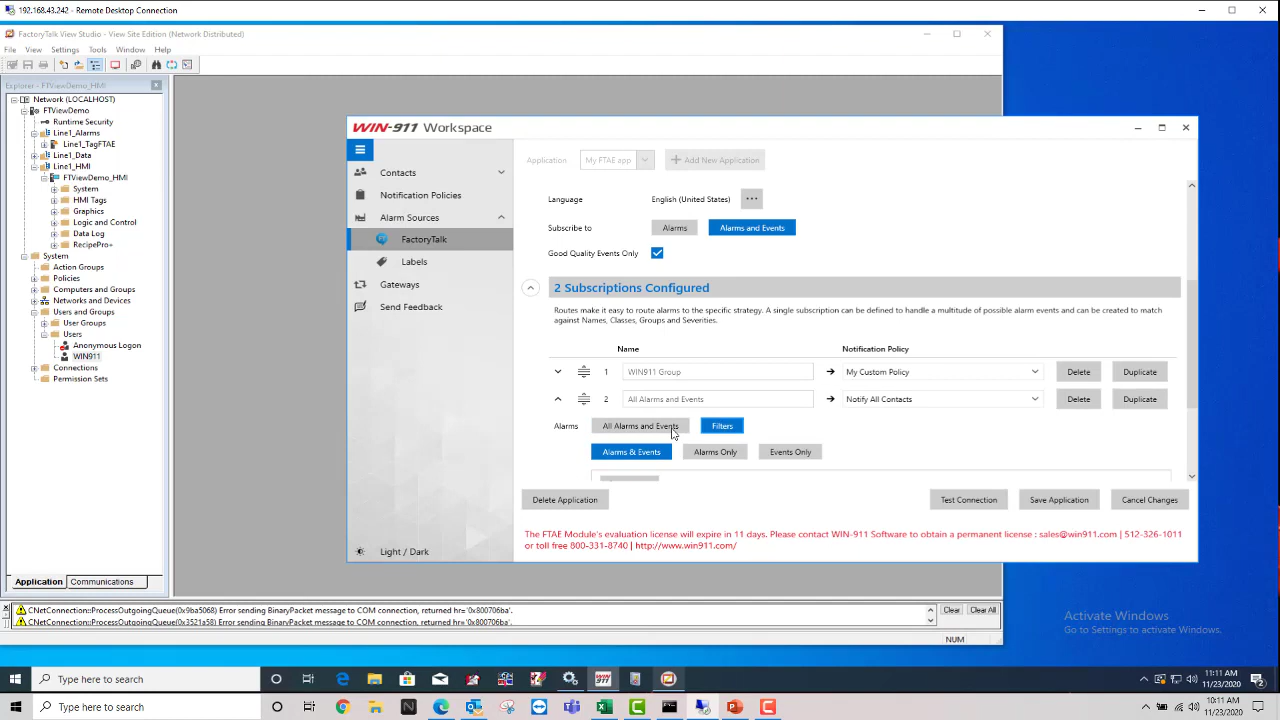 192.168.43.242 - Remote Desktop Connection
FactoryTalk View Studio - View Site Edition (Network Distributed)
File View Settings Tools Window Help
Explorer - FTViewDemo_HMI
Network (LOCALHOST)
FTViewDemo
Runtime Security
Line1_Alarms
Line1_TagFTAE
Line1_Data
Line1_HMI
FTViewDemo_HMI
System
HMI Tags
Graphics
Logic and Control
Data Log
RecipePro+
System
Action Groups
Policies
Computers and Groups
Networks and Devices
Users and Groups
User Groups
Users
Anonymous Logon
WIN911
Connections
Permission Sets
Application Communications
WIN-911 Workspace
Contacts
Notification Policies
Alarm Sources
FactoryTalk
Labels
Gateways
Send Feedback
Light / Dark
Application My FTAE app Add New Application
Language English (United States) ...
Subscribe to Alarms Alarms and Events
Good Quality Events Only
2 Subscriptions Configured
Routes make it easy to route alarms to the specific strategy. A single subscription can be defined to handle a multitude of possible alarm events and can be created to match
against Names, Classes, Groups and Severities.
Name Notification Policy
1 WIN911 Group My Custom Policy Delete Duplicate
2 All Alarms and Events Notify All Contacts Delete Duplicate
Alarms All Alarms and Events Filters
Alarms & Events Alarms Only Events Only
Delete Application Test Connection Save Application Cancel Changes
The FTAE Module's evaluation license will expire in 11 days. Please contact WIN-911 Software to obtain a permanent license : sales@win911.com | 512-326-1011
or toll free 800-331-8740 | http://www.win911.com/
CNetConnection::ProcessOutgoingQueue(0x9ba5068) Error sending BinaryPacket message to COM connection, returned hr='0x800706ba'.
CNetConnection::ProcessOutgoingQueue(0x3521a58) Error sending BinaryPacket message to COM connection, returned hr='0x800706ba'.
Clear Clear All
NUM
Activate Windows
Go to Settings to activate Windows.
Type here to search
11:11 AM
11/23/2020
2
Type here to search
10:11 AM
11/23/2020